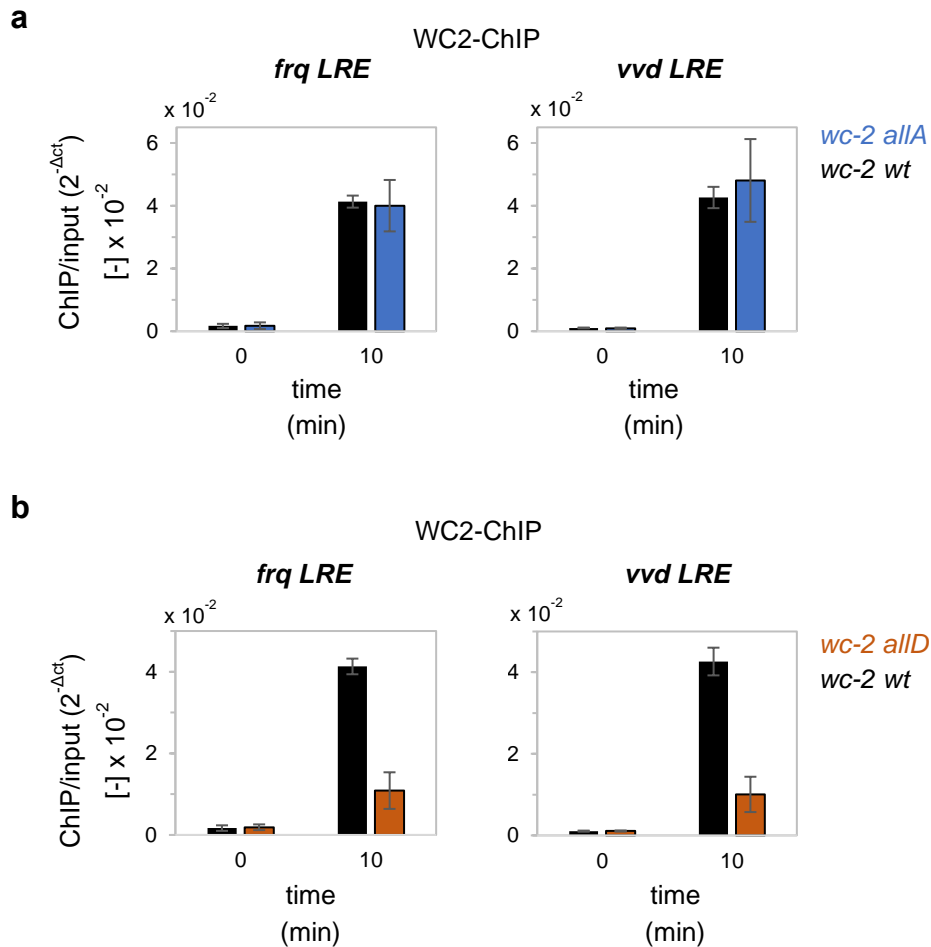 a
WC2-ChIP
frq LRE
vvd LRE
x 10⁻²
x 10⁻²
ChIP/input (2^-Δct)
[-] x 10⁻²
6
4
2
0
0
10
time
(min)
6
4
2
0
0
10
time
(min)
wc-2 allA
wc-2 wt
b
WC2-ChIP
frq LRE
vvd LRE
x 10⁻²
x 10⁻²
ChIP/input (2^-Δct)
[-] x 10⁻²
4
2
0
0
10
time
(min)
4
2
0
0
10
time
(min)
wc-2 allD
wc-2 wt